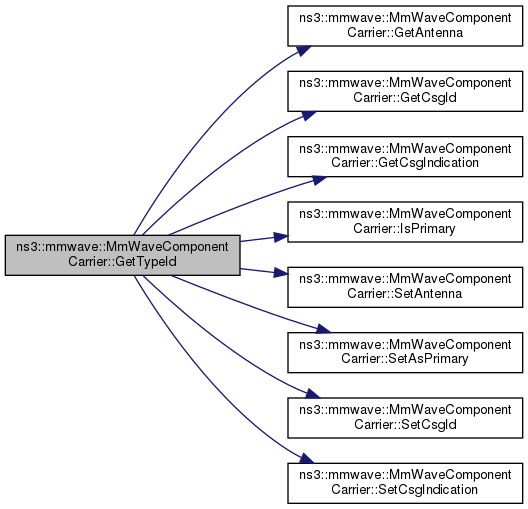 ns3::mmwave::MmWaveComponent
Carrier::GetTypeId
ns3::mmwave::MmWaveComponent
Carrier::GetAntenna
ns3::mmwave::MmWaveComponent
Carrier::GetCsgId
ns3::mmwave::MmWaveComponent
Carrier::GetCsgIndication
ns3::mmwave::MmWaveComponent
Carrier::IsPrimary
ns3::mmwave::MmWaveComponent
Carrier::SetAntenna
ns3::mmwave::MmWaveComponent
Carrier::SetAsPrimary
ns3::mmwave::MmWaveComponent
Carrier::SetCsgId
ns3::mmwave::MmWaveComponent
Carrier::SetCsgIndication